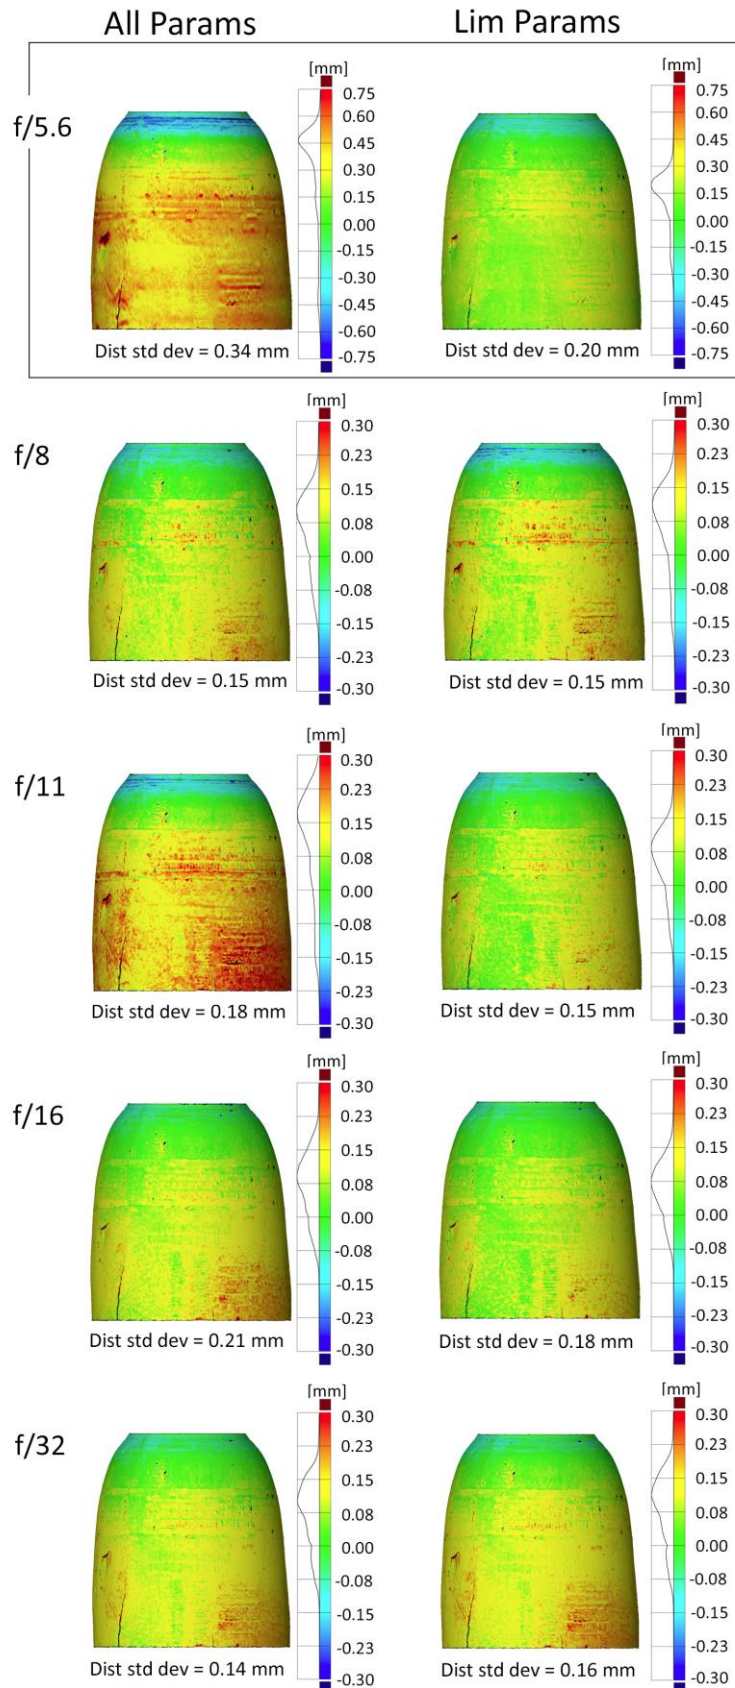 All Params Lim Params
f/5.6
[mm] [mm]
0.75 0.75
0.60 0.60
0.45 0.45
0.30 0.30
0.15 0.15
0.00 0.00
-0.15 -0.15
-0.30 -0.30
-0.45 -0.45
-0.60 -0.60
-0.75 -0.75
Dist std dev = 0.34 mm Dist std dev = 0.20 mm
f/8
[mm] [mm]
0.30 0.30
0.23 0.23
0.15 0.15
0.08 0.08
0.00 0.00
-0.08 -0.08
-0.15 -0.15
-0.23 -0.23
-0.30 -0.30
Dist std dev = 0.15 mm Dist std dev = 0.15 mm
f/11
[mm] [mm]
0.30 0.30
0.23 0.23
0.15 0.15
0.08 0.08
0.00 0.00
-0.08 -0.08
-0.15 -0.15
-0.23 -0.23
-0.30 -0.30
Dist std dev = 0.18 mm Dist std dev = 0.15 mm
f/16
[mm] [mm]
0.30 0.30
0.23 0.23
0.15 0.15
0.08 0.08
0.00 0.00
-0.08 -0.08
-0.15 -0.15
-0.23 -0.23
-0.30 -0.30
Dist std dev = 0.21 mm Dist std dev = 0.18 mm
f/32
[mm] [mm]
0.30 0.30
0.23 0.23
0.15 0.15
0.08 0.08
0.00 0.00
-0.08 -0.08
-0.15 -0.15
-0.23 -0.23
-0.30 -0.30
Dist std dev = 0.14 mm Dist std dev = 0.16 mm